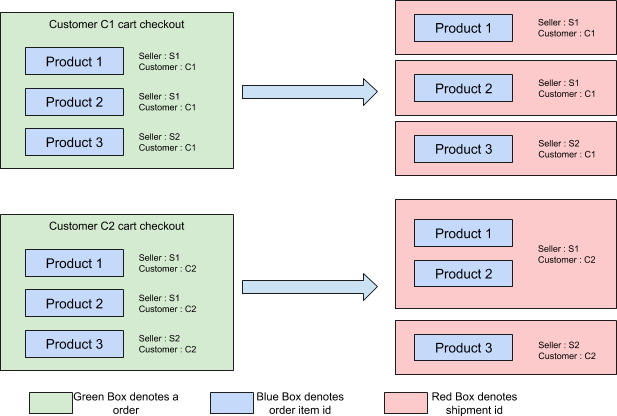 Customer C1 cart checkout
Product 1
Seller : S1
Customer : C1
Product 2
Seller : S1
Customer : C1
Product 3
Seller : S2
Customer : C1
Product 1
Seller : S1
Customer : C1
Product 2
Seller : S1
Customer : C1
Product 3
Seller : S2
Customer : C1
Customer C2 cart checkout
Product 1
Seller : S1
Customer : C2
Product 2
Seller : S1
Customer : C2
Product 3
Seller : S2
Customer : C2
Product 1
Product 2
Seller : S1
Customer : C2
Product 3
Seller : S2
Customer : C2
Green Box denotes a
order
Blue Box denotes
order item id
Red Box denotes
shipment id